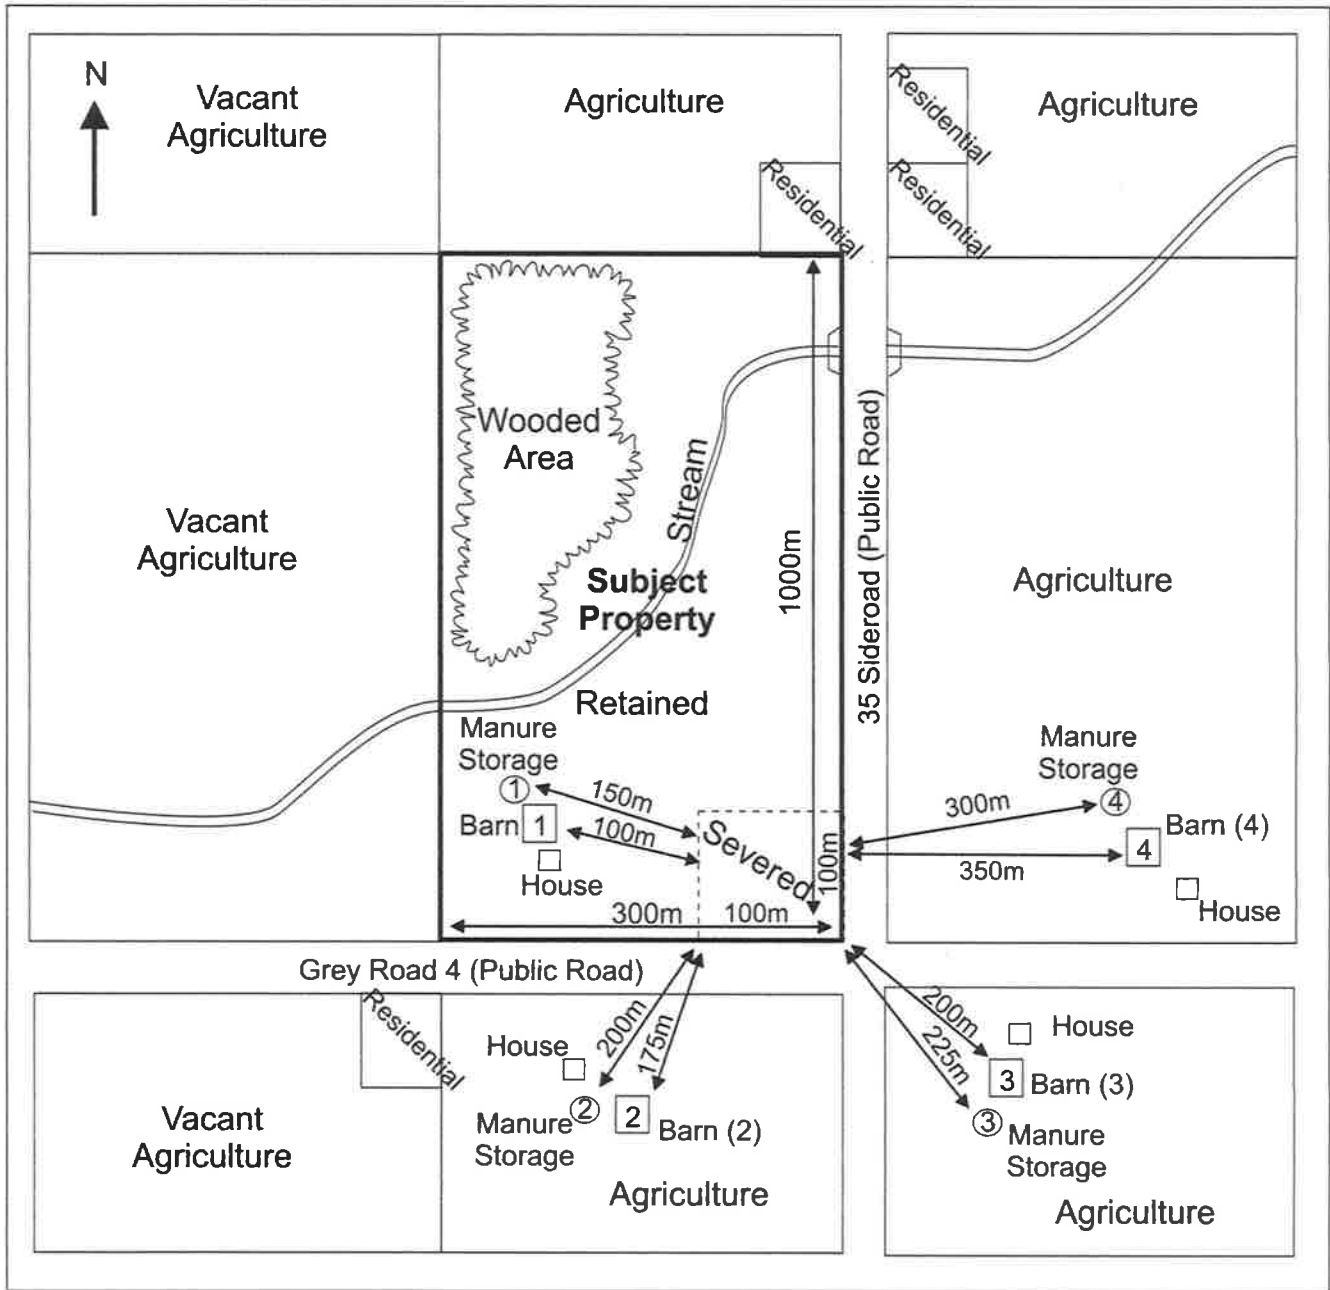 N
Vacant
Agriculture
Agriculture
Residential
Residential
Agriculture
Residential
Wooded
Area
Stream
1000m
35 Sideroad (Public Road)
Vacant
Agriculture
Subject
Property
Agriculture
Retained
Manure
Storage
1
150m
Barn 1
100m
House
Severed
100m
300m
100m
Manure
Storage
4
300m
Barn (4)
4
350m
House
Grey Road 4 (Public Road)
Residential
Vacant
Agriculture
House
200m
175m
2
Manure
Storage
2
Barn (2)
Agriculture
200m
225m
House
3
Barn (3)
3
Manure
Storage
Agriculture